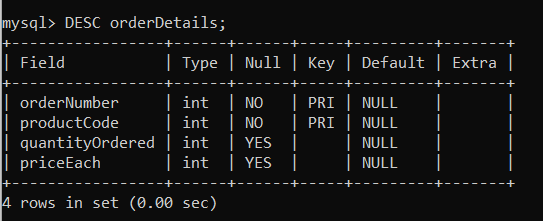 mysql> DESC orderDetails;
+-----------------+------+------+-----+---------+-------+
| Field           | Type | Null | Key | Default | Extra |
+-----------------+------+------+-----+---------+-------+
| orderNumber     | int  | NO   | PRI | NULL    |       |
| productCode     | int  | NO   | PRI | NULL    |       |
| quantityOrdered | int  | YES  |     | NULL    |       |
| priceEach       | int  | YES  |     | NULL    |       |
+-----------------+------+------+-----+---------+-------+
4 rows in set (0.00 sec)